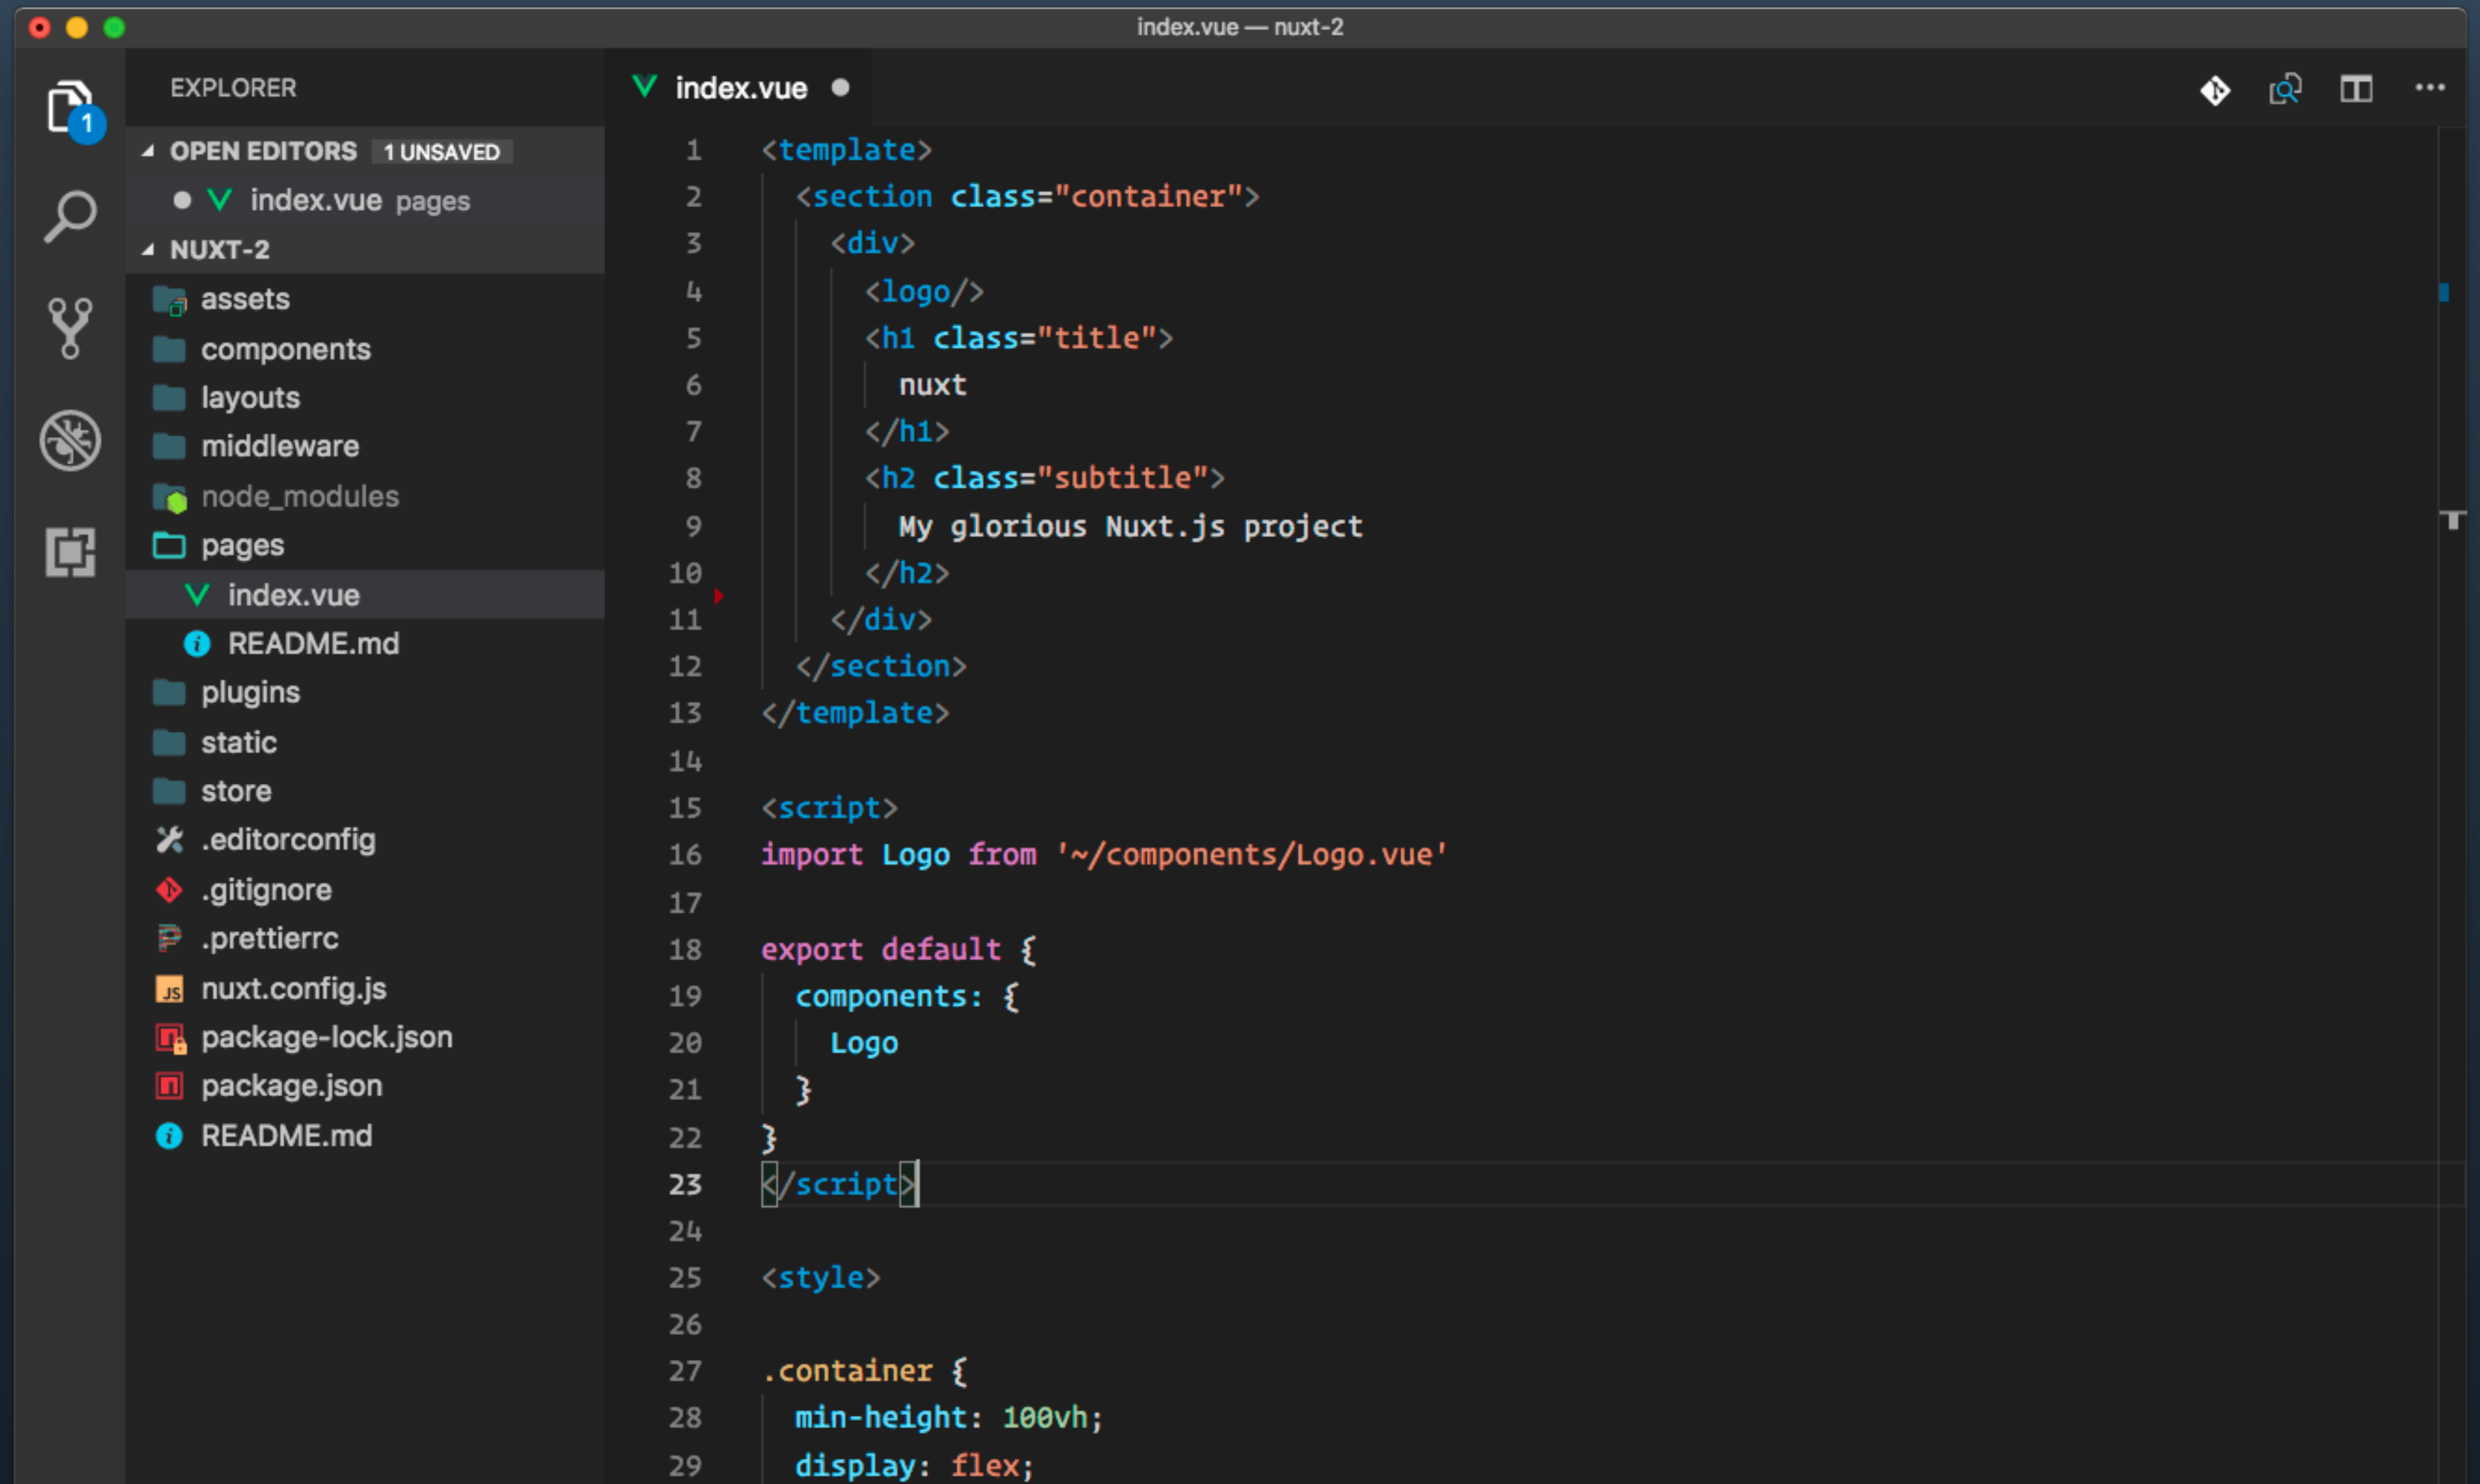 index.vue — nuxt-2
1
EXPLORER
OPEN EDITORS 1 UNSAVED
index.vue pages
NUXT-2
assets
components
layouts
middleware
node_modules
pages
index.vue
README.md
plugins
static
store
.editorconfig
.gitignore
.prettierrc
JS nuxt.config.js
package-lock.json
package.json
README.md
index.vue
1 <template>
2   <section class="container">
3     <div>
4       <logo/>
5       <h1 class="title">
6         nuxt
7       </h1>
8       <h2 class="subtitle">
9         My glorious Nuxt.js project
10       </h2>
11     </div>
12   </section>
13 </template>
14
15 <script>
16 import Logo from '~/components/Logo.vue'
17
18 export default {
19   components: {
20     Logo
21   }
22 }
23 </script>
24
25 <style>
26
27 .container {
28   min-height: 100vh;
29   display: flex;